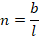 n = b/l